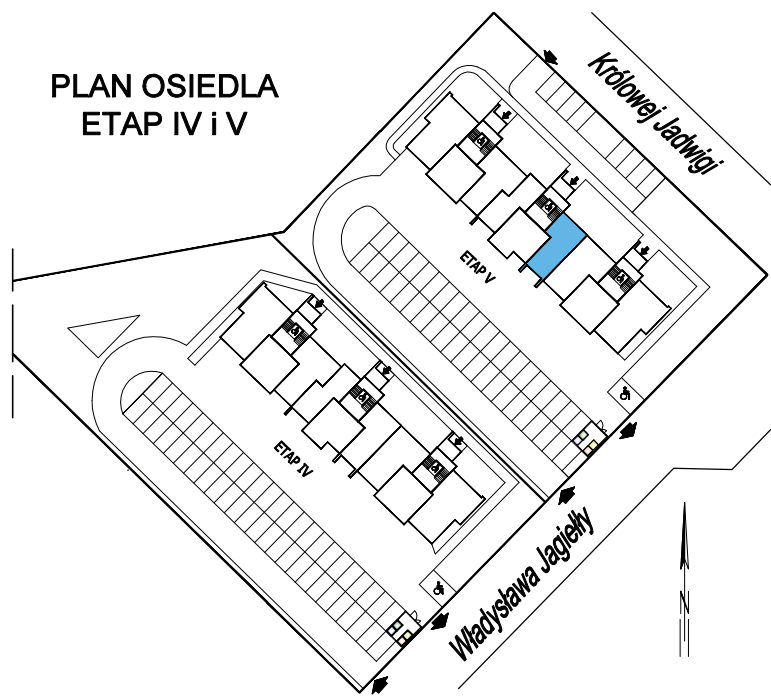 PLAN OSIEDLA
ETAP IV i V
Królowej Jadwigi
ETAP V
ETAP IV
Władysława Jagiełły
N